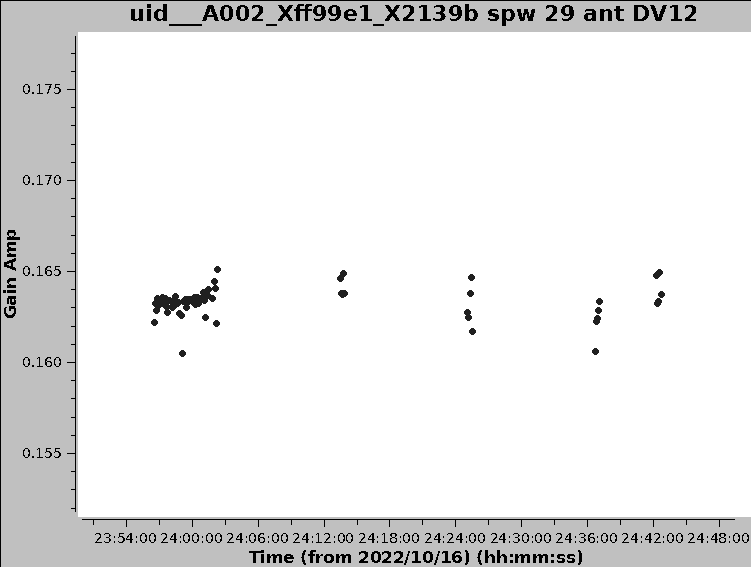 uid___A002_Xff99e1_X2139b spw 29 ant DV12
0.175
0.170
0.165
0.160
0.155
Gain Amp
23:54:00 24:00:00 24:06:00 24:12:00 24:18:00 24:24:00 24:30:00 24:36:00 24:42:00 24:48:00
Time (from 2022/10/16) (hh:mm:ss)